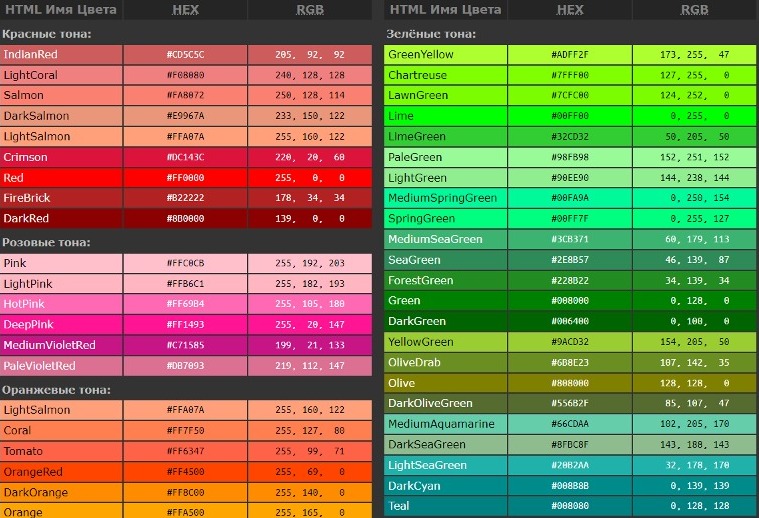 HTML Имя Цвета HEX RGB
Красные тона:
IndianRed #CD5C5C 205, 92, 92
LightCoral #F08080 240, 128, 128
Salmon #FA8072 250, 128, 114
DarkSalmon #E9967A 233, 150, 122
LightSalmon #FFA07A 255, 160, 122
Crimson #DC143C 220, 20, 60
Red #FF0000 255, 0, 0
FireBrick #B22222 178, 34, 34
DarkRed #8B0000 139, 0, 0
Розовые тона:
Pink #FFC0CB 255, 192, 203
LightPink #FFB6C1 255, 182, 193
HotPink #FF69B4 255, 105, 180
DeepPink #FF1493 255, 20, 147
MediumVioletRed #C71585 199, 21, 133
PaleVioletRed #DB7093 219, 112, 147
Оранжевые тона:
LightSalmon #FFA07A 255, 160, 122
Coral #FF7F50 255, 127, 80
Tomato #FF6347 255, 99, 71
OrangeRed #FF4500 255, 69, 0
DarkOrange #FF8C00 255, 140, 0
Orange #FFA500 255, 165, 0
HTML Имя Цвета HEX RGB
Зелёные тона:
GreenYellow #ADFF2F 173, 255, 47
Chartreuse #7FFF00 127, 255, 0
LawnGreen #7CFC00 124, 252, 0
Lime #00FF00 0, 255, 0
LimeGreen #32CD32 50, 205, 50
PaleGreen #98FB98 152, 251, 152
LightGreen #90EE90 144, 238, 144
MediumSpringGreen #00FA9A 0, 250, 154
SpringGreen #00FF7F 0, 255, 127
MediumSeaGreen #3CB371 60, 179, 113
SeaGreen #2E8B57 46, 139, 87
ForestGreen #228B22 34, 139, 34
Green #008000 0, 128, 0
DarkGreen #006400 0, 100, 0
YellowGreen #9ACD32 154, 205, 50
OliveDrab #6B8E23 107, 142, 35
Olive #808000 128, 128, 0
DarkOliveGreen #556B2F 85, 107, 47
MediumAquamarine #66CDAA 102, 205, 170
DarkSeaGreen #8FBC8F 143, 188, 143
LightSeaGreen #20B2AA 32, 178, 170
DarkCyan #008B8B 0, 139, 139
Teal #008080 0, 128, 128